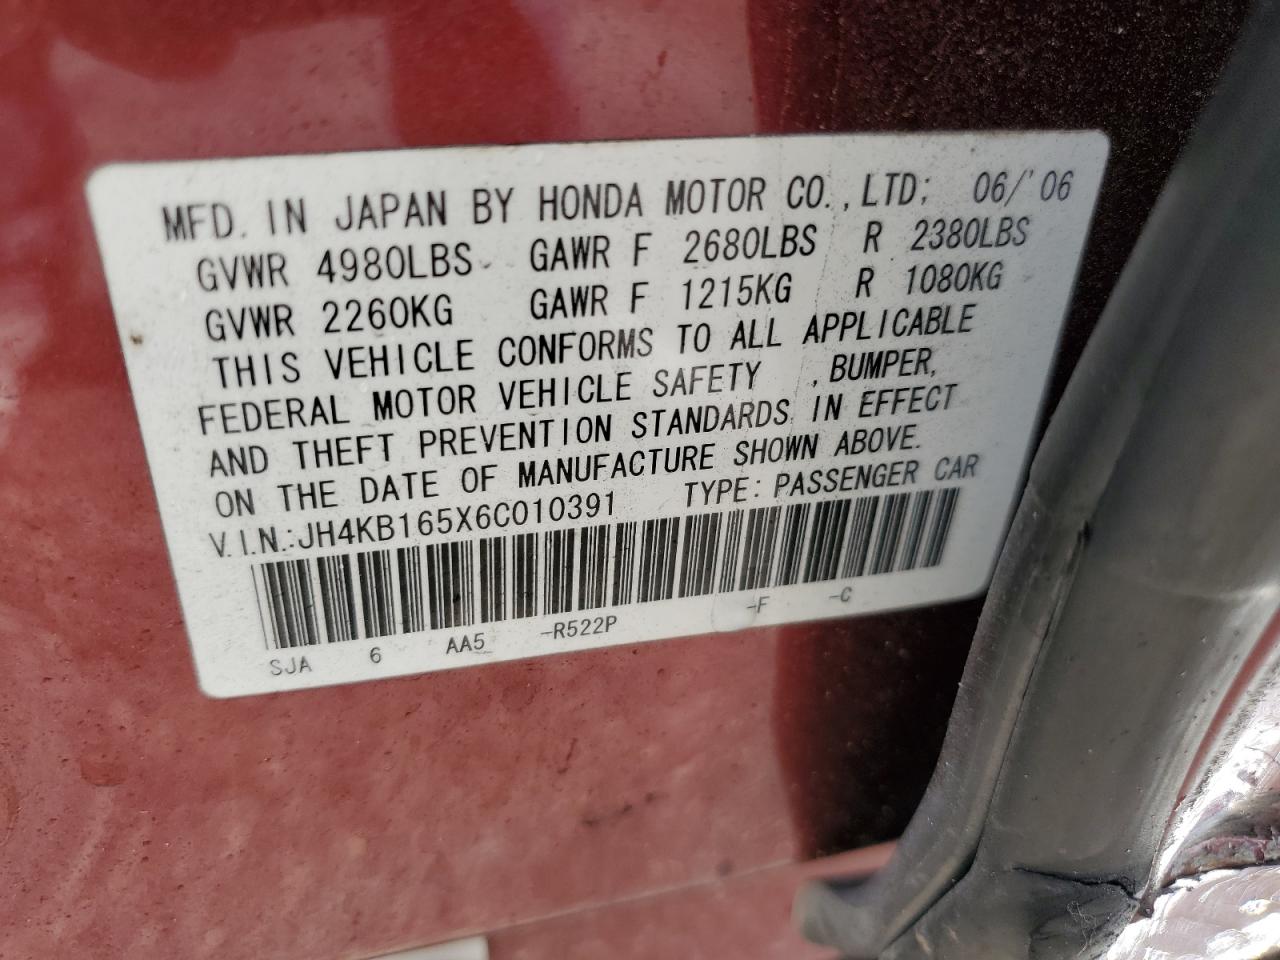 MFD. IN JAPAN BY HONDA MOTOR CO.,LTD; 06/'06
GVWR 4980LBS GAWR F 2680LBS R 2380LBS
GVWR 2260KG GAWR F 1215KG R 1080KG
THIS VEHICLE CONFORMS TO ALL APPLICABLE
FEDERAL MOTOR VEHICLE SAFETY ,BUMPER,
AND THEFT PREVENTION STANDARDS IN EFFECT
ON THE DATE OF MANUFACTURE SHOWN ABOVE.
V.I.N.:JH4KB165X6C010391 TYPE:PASSENGER CAR
SJA 6 AA5 -R522P -F -C